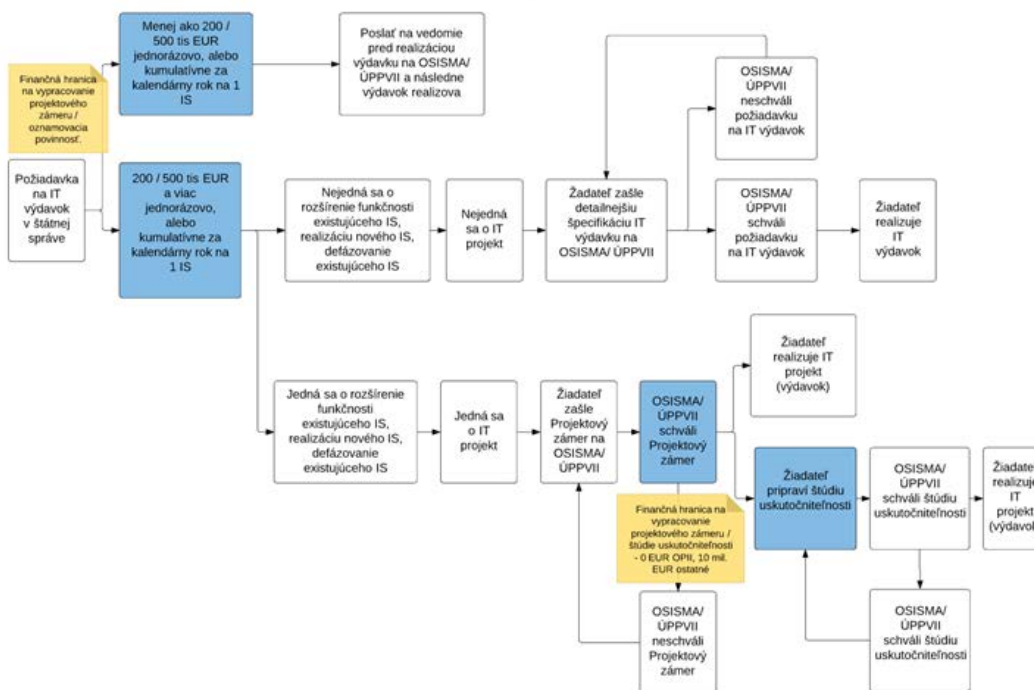 Menej ako 200 /
500 tis EUR
jednorázovo, alebo
kumulatívne za
kalendárny rok na 1
IS
Poslať na vedomie
pred realizáciou
výdavku na OSISMA/
ÚPPVII a následne
výdavok realizova
Finančná hranica
na vypracovanie
projektového
zámeru /
oznamovacia
povinnosť.
Požiadavka
na IT
výdavok
v štátnej
správe
200 / 500 tis EUR
a viac
jednorázovo,
alebo
kumulatívne za
kalendárny rok na
1 IS
Nejedná sa o
rozšírenie funkčnosti
existujúceho IS,
realizáciu nového IS,
defázovanie
existujúceho IS
Nejedná
sa o IT
projekt
Žadateľ zašle
detailnejšiu
špecifikáciu IT
výdavku na
OSISMA/ ÚPPVII
OSISMA/
ÚPPVII
neschváli
požiadavku
na IT výdavok
OSISMA/
ÚPPVII
schváli
požiadavku
na IT výdavok
Žiadateľ
realizuje
IT
výdavok
Jedná sa o rozšírenie
funkčnosti
existujúceho IS,
realizáciu nového IS,
defázovanie
existujúceho IS
Jedná sa
o IT
projekt
Žiadateľ
zašle
Projektový
zámer na
OSISMA/
ÚPPVII
OSISMA/
ÚPPVII
schváli
Projektový
zámer
Žiadateľ
realizuje IT
projekt
(výdavok)
Žiadateľ
pripraví štúdiu
uskutočniteľnosti
OSISMA/
ÚPPVII
schváli štúdiu
uskutočniteľnosti
Žiadateľ
realizuje
IT
projekt
(výdavok)
Finančná hranica na
vypracovanie
projektového zámeru /
štúdie uskutočniteľnosti
- 0 EUR OPII, 10 mil.
EUR ostatné
OSISMA/
ÚPPVII
neschváli
Projektový
zámer
OSISMA/
ÚPPVII
schváli štúdiu
uskutočniteľnosti